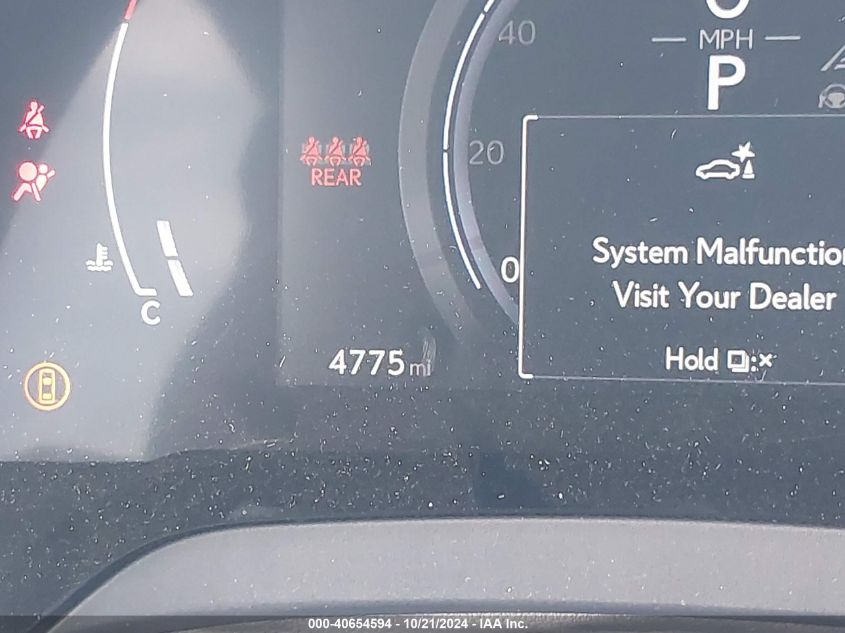 40
MPH
P
20
REAR
0
System Malfunction
Visit Your Dealer
C
4775 mi
Hold :×
000-40654594 - 10/21/2024 - IAA Inc.